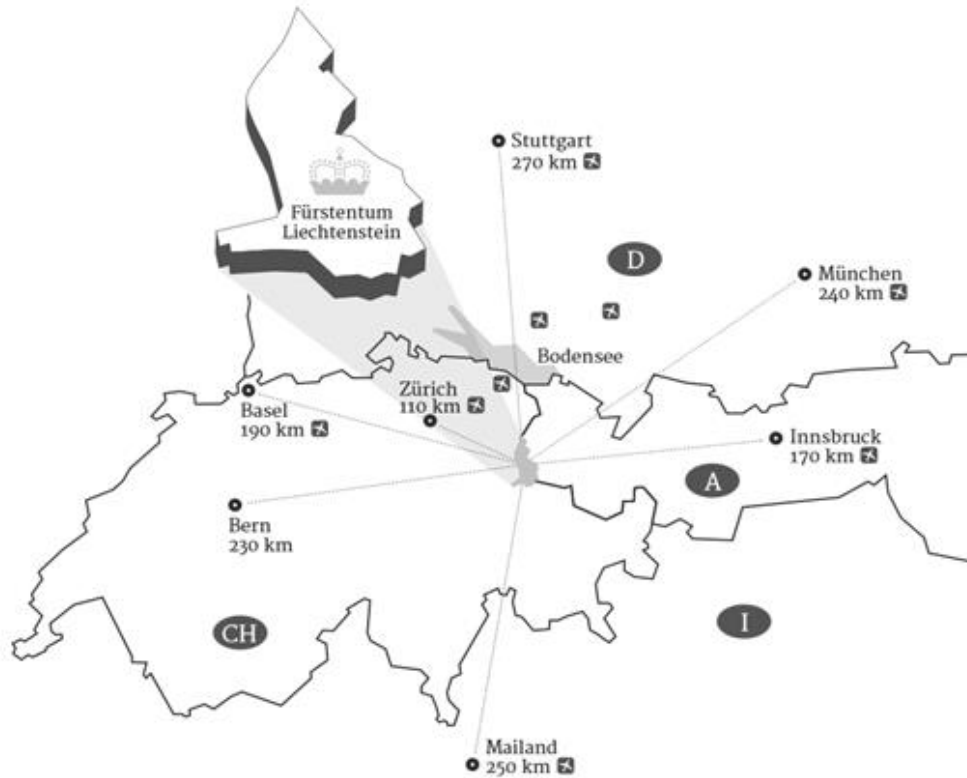 Stuttgart
270 km
Fürstentum
Liechtenstein
D
München
240 km
Bodensee
Zürich
110 km
Basel
190 km
Innsbruck
170 km
A
Bern
230 km
CH
I
Mailand
250 km